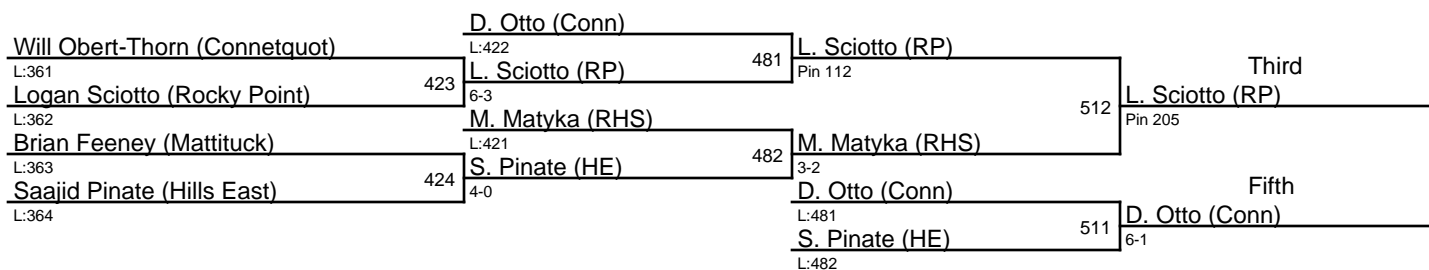 D. Otto (Conn)
Will Obert-Thorn (Connetquot)
L:422
L. Sciotto (RP)
L:361
481
Pin 112
Third
423
L. Sciotto (RP)
Logan Sciotto (Rocky Point)
6-3
L:362
M. Matyka (RHS)
512
L. Sciotto (RP)
Pin 205
Brian Feeney (Mattituck)
L:421
M. Matyka (RHS)
L:363
482
3-2
424
S. Pinate (HE)
Saajid Pinate (Hills East)
4-0
L:364
D. Otto (Conn)
Fifth
L:481
511
D. Otto (Conn)
6-1
S. Pinate (HE)
L:482